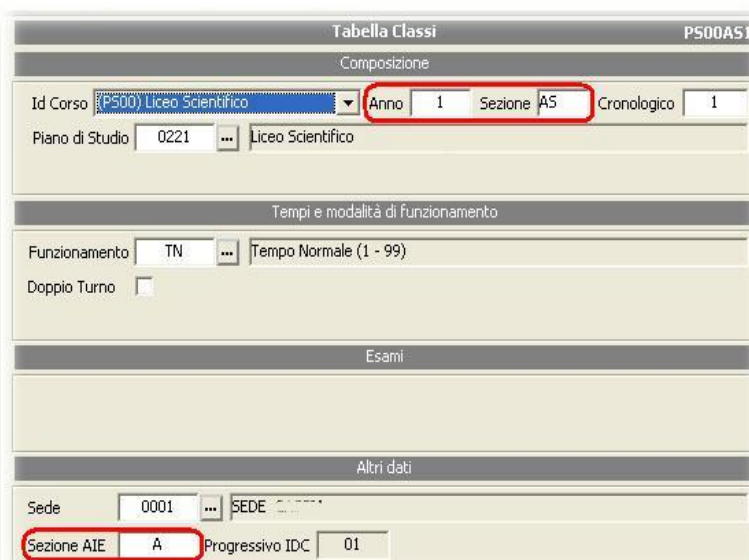 Tabella Classi PS00AS1
Composizione
Id Corso (PS00) Liceo Scientifico Anno 1 Sezione AS Cronologico 1
Piano di Studio 0221 ... Liceo Scientifico
Tempi e modalità di funzionamento
Funzionamento TN ... Tempo Normale (1 - 99)
Doppio Turno
Esami
Altri dati
Sede 0001 ... SEDE
Sezione AIE A Progressivo IDC 01